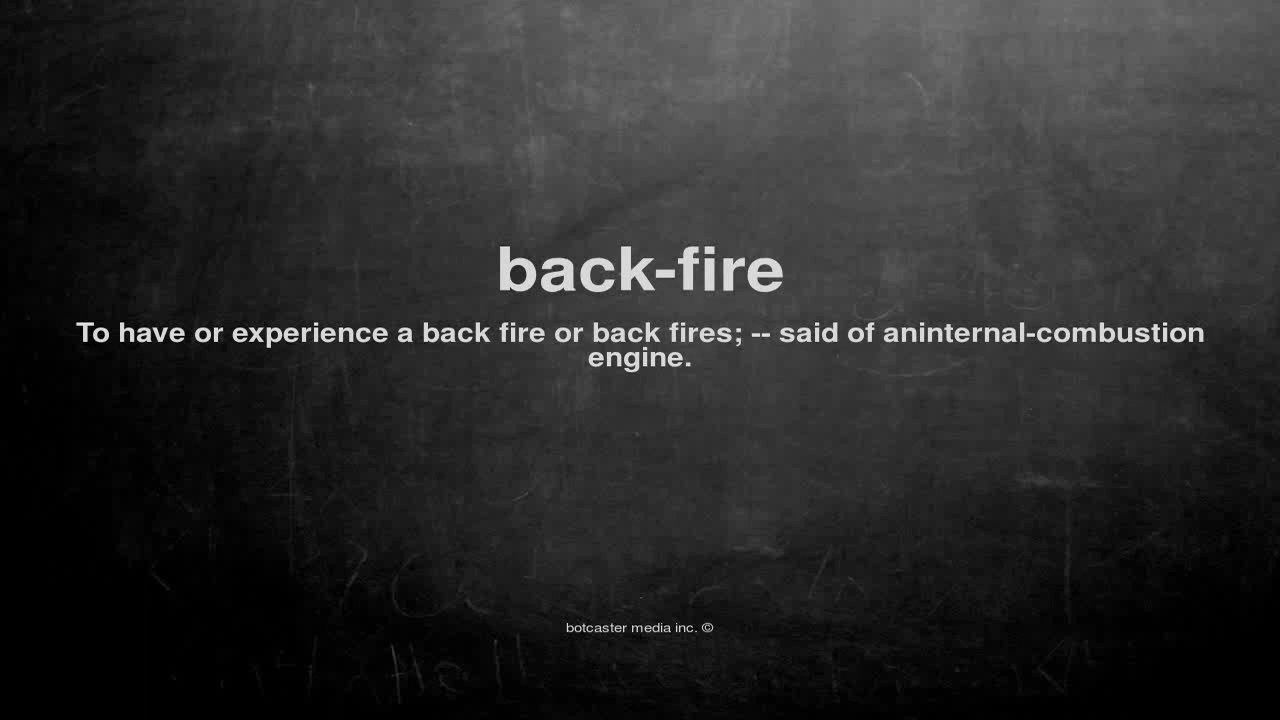 back-fire
To have or experience a back fire or back fires; -- said of aninternal-combustion
engine.
botcaster media inc. ©